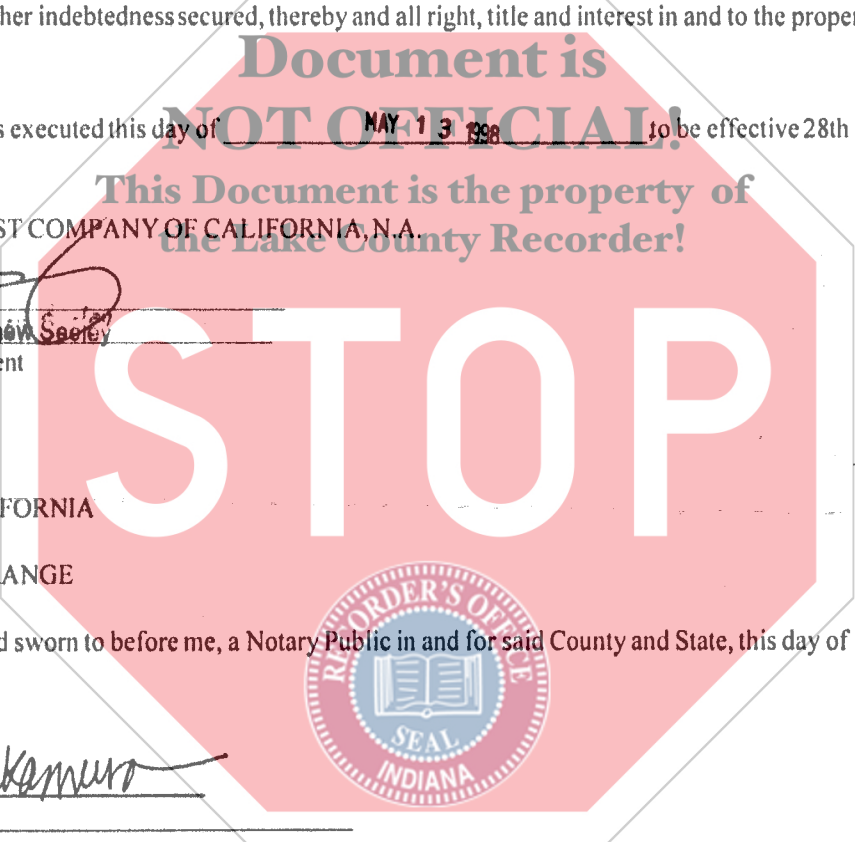 her indebtedness secured, thereby and all right, title and interest in and to the proper
Document is
NOT OFFICIAL!
s executed this day of MAY 13 1998 to be effective 28th
This Document is the property of
ST COMPANY OF CALIFORNIA, N.A.
the Lake County Recorder!
Seeley
ent
STOP
FORNIA
ANGE
RECORDER'S OFFICE
d sworn to before me, a Notary Public in and for said County and State, this day of
SEAL
INDIANA
kamura